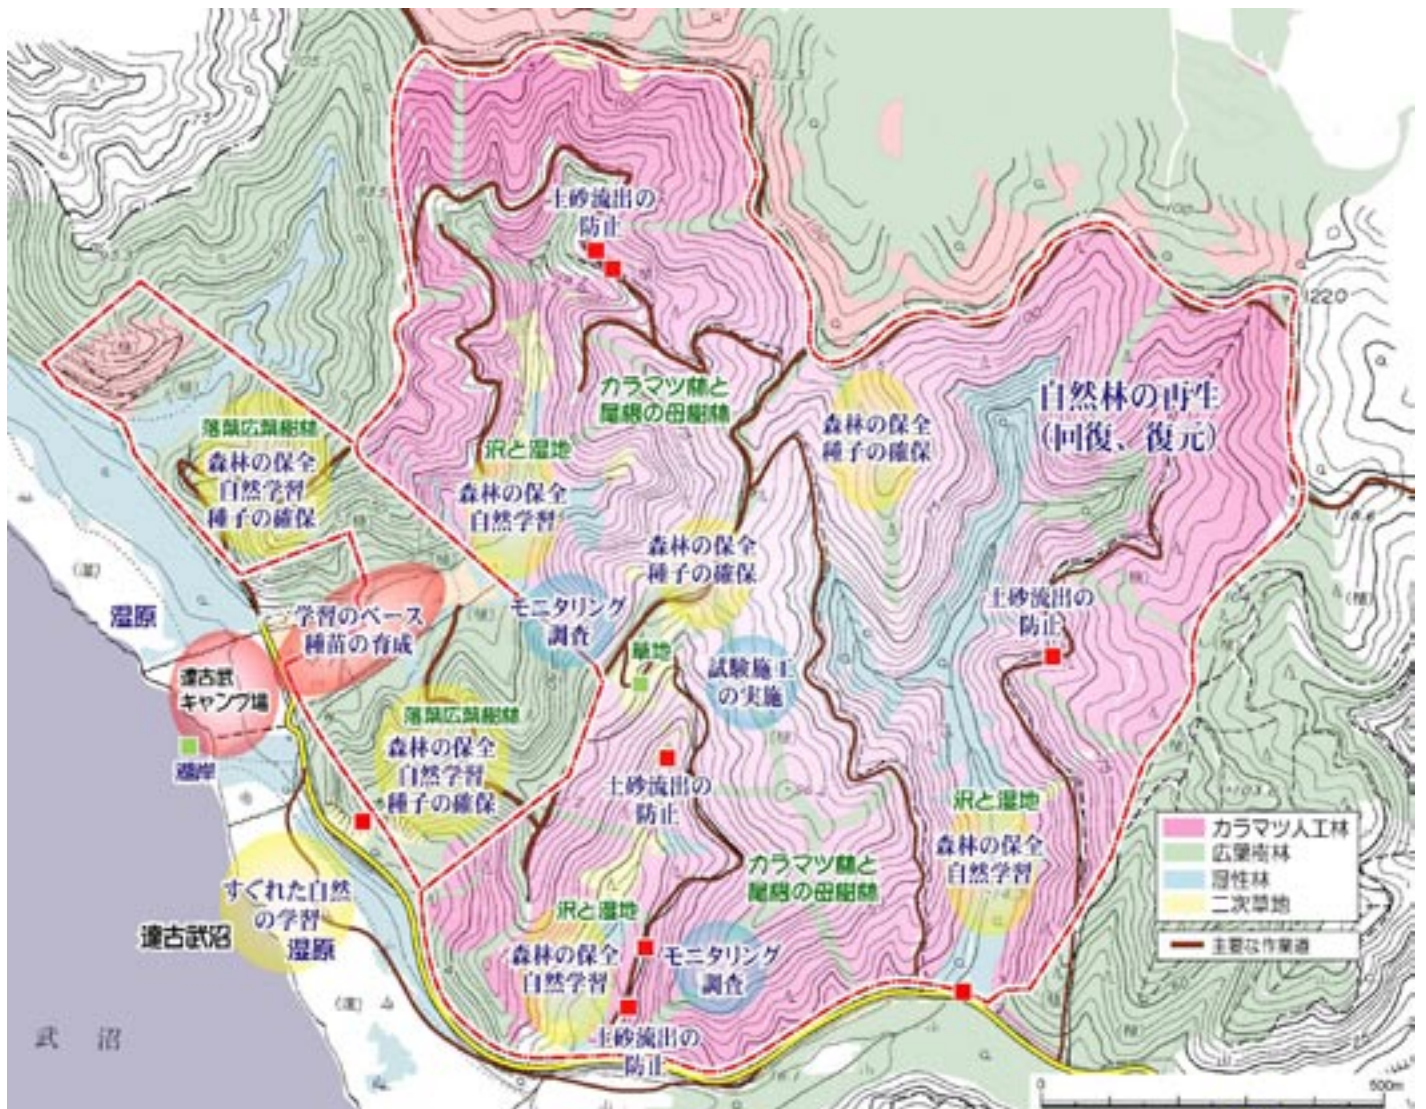 土砂流出の
防止
カラマツ林と
尾根の母樹林
1220
自然林の再生
(回復、復元)
森林の保全
種子の確保
落葉広葉樹林
森林の保全
自然学習
種子の確保
沢と湿地
森林の保全
自然学習
森林の保全
種子の確保
湿原
学習のベース
種苗の育成
モニタリング
調査
土砂流出の
防止
達古武
キャンプ場
草地
試験施工
の実施
湖岸
落葉広葉樹林
森林の保全
自然学習
種子の確保
土砂流出の
防止
沢と湿地
森林の保全
自然学習
カラマツ人工林
広葉樹林
湿性林
二次草地
主要な作業道
カラマツ林と
尾根の母樹林
すぐれた自然
の学習
達古武沼
湿原
沢と湿地
森林の保全
自然学習
モニタリング
調査
土砂流出の
防止
武 沼
0
500m